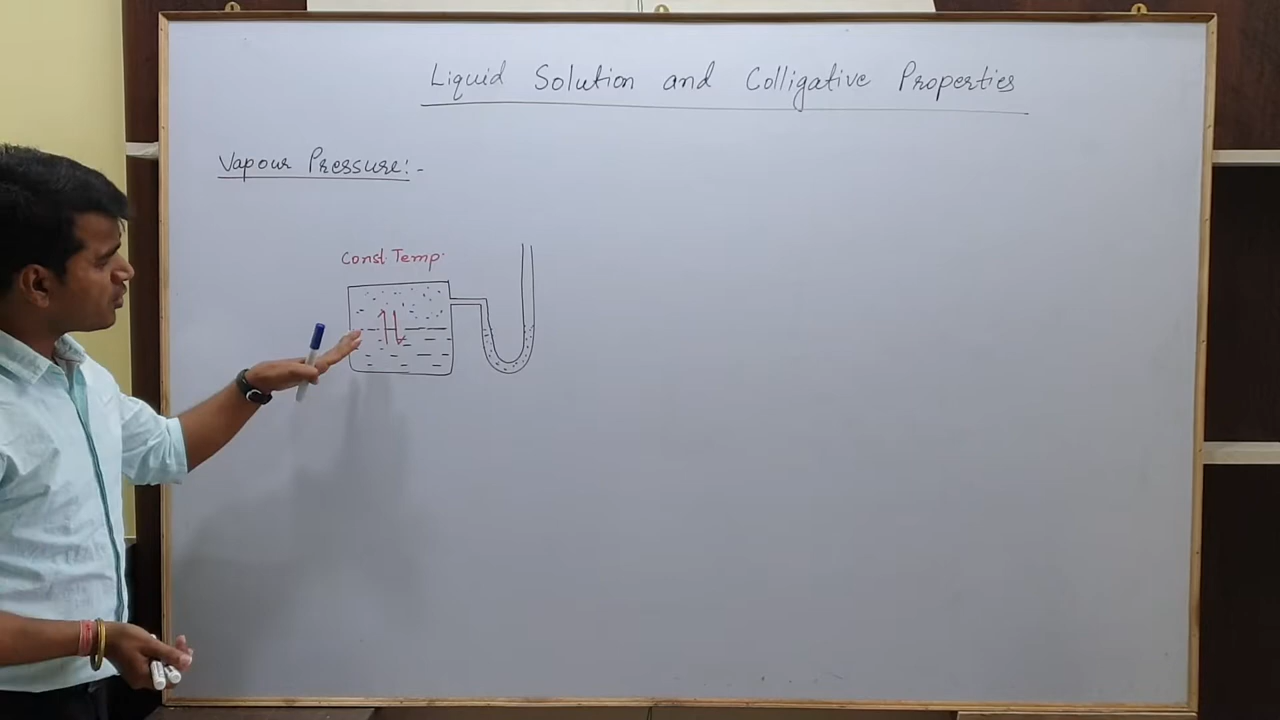 Liquid Solution and Colligative Properties
Vapour Pressure:-
Const. Temp.